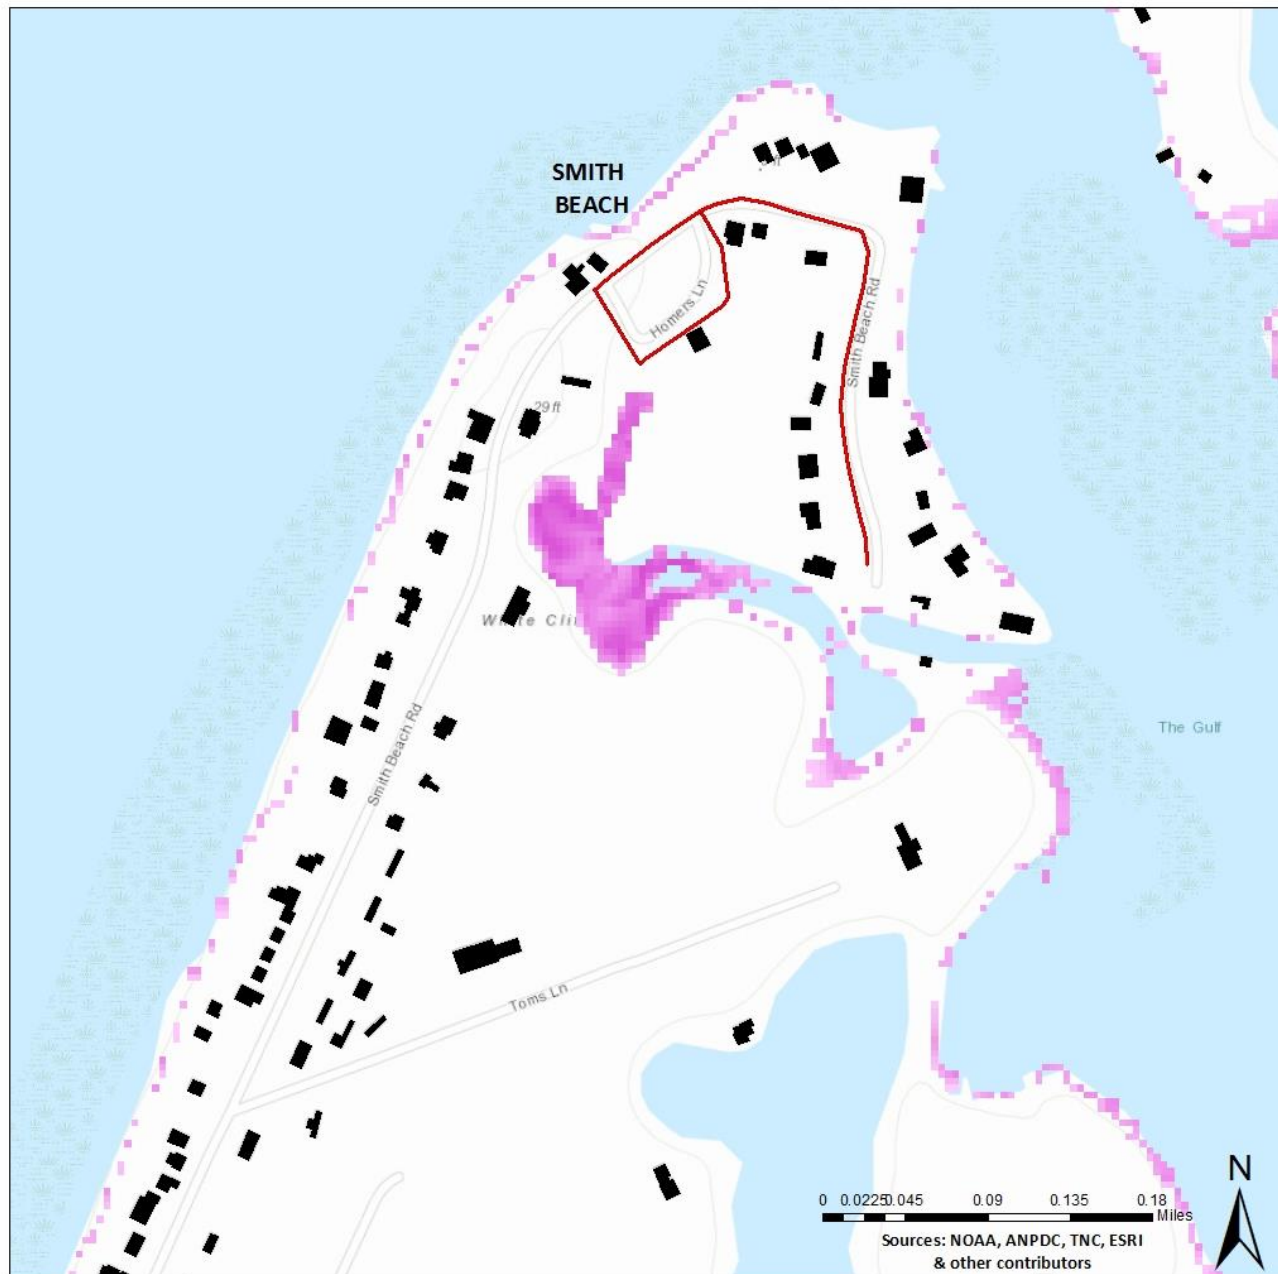 SMITH
BEACH
Homers Ln
Smith Beach Rd
29 ft
The Gulf
Smith Beach Rd
Toms Ln
N
0 0.0225 0.045 0.09 0.135 0.18
Miles
Sources: NOAA, ANPDC, TNC, ESRI
& other contributors